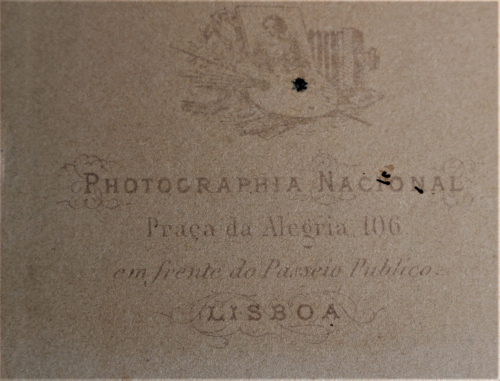 PHOTOGRAPHIA NACIONAL
Praça da Alegria, 106
em frente do Passeio Publico.
LISBOA